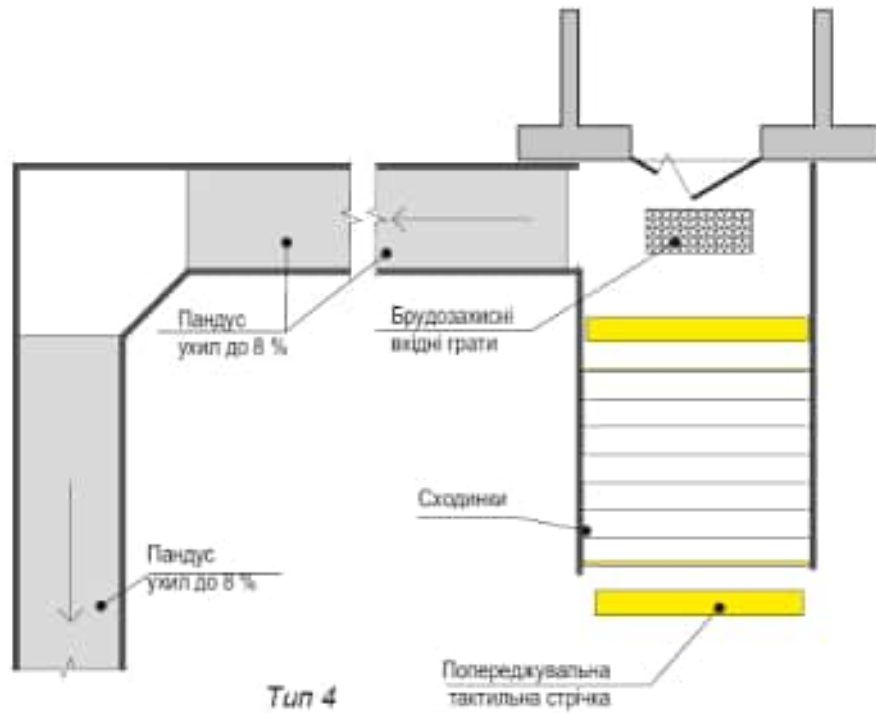 Пандус
ухил до 8 %
Брудозахисні
вхідні грати
Сходинки
Пандус
ухил до 8 %
Попереджувальна
тактильна стрічка
Тип 4